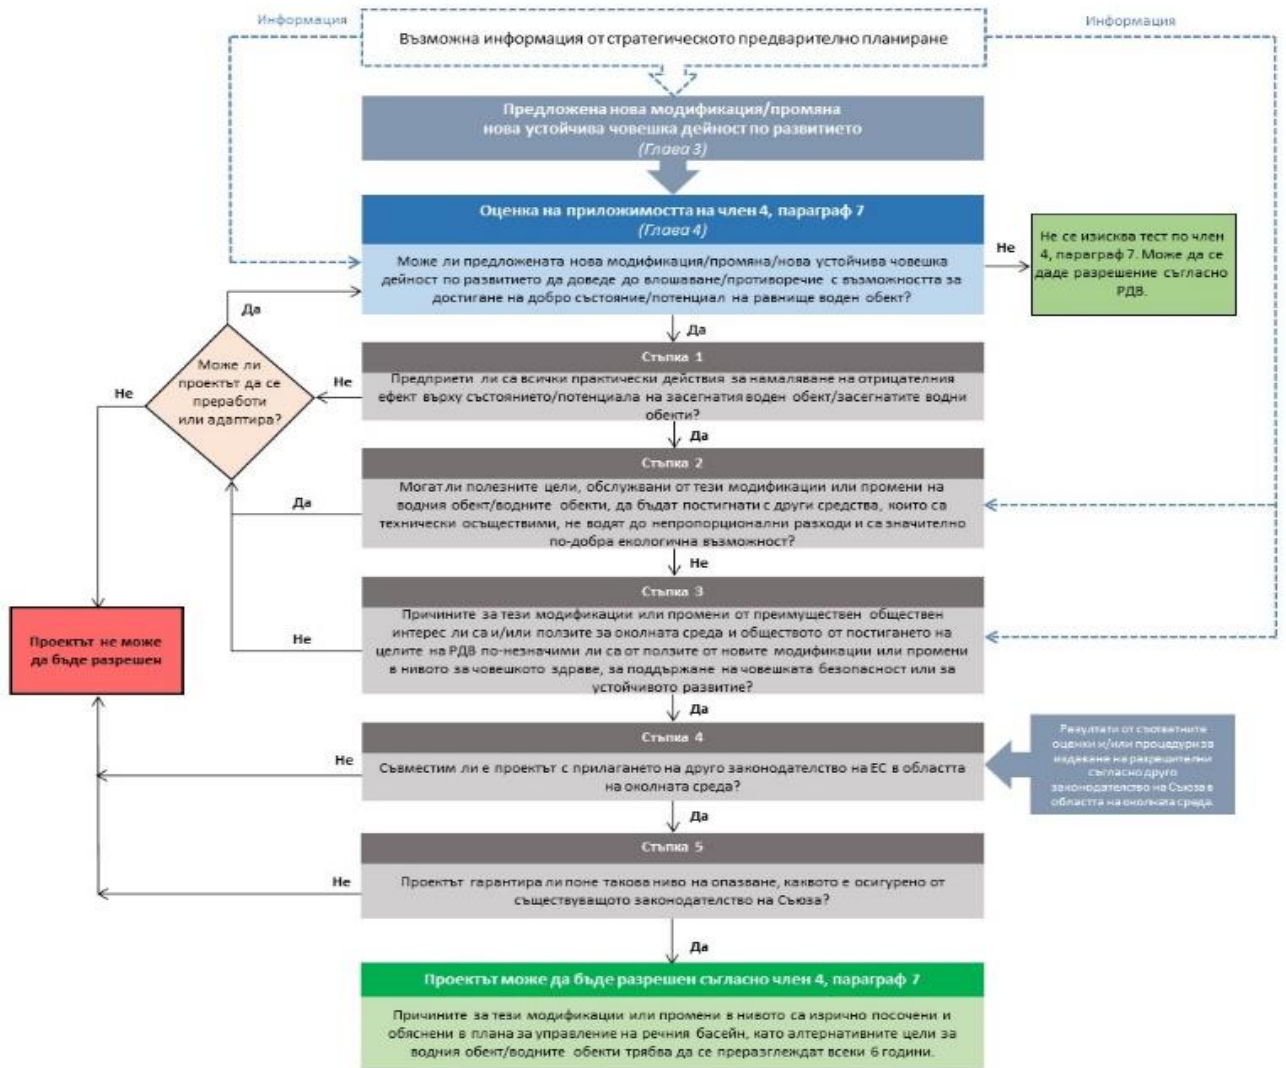 Информация
Възможна информация от стратегическото предварително планиране
Информация
Предложена нова модификация/промяна
нова устойчива човешка дейност по развитието
(Глава 3)
Оценка на приложимостта на член 4, параграф 7
(Глава 4)
Може ли предложената нова модификация/промяна/нова устойчива човешка
дейност по развитието да доведе до влошаване/противоречие с възможността за
достигане на добро състояние/потенциал на равнище воден обект?
Не
Не се изисква тест по член
4, параграф 7. Може да се
даде разрешение съгласно
РДВ.
Да
Да
Стъпка 1
Предприети ли са всички практически действия за намаляване на отрицателния
ефект върху състоянието/потенциала на засегнатия воден обект/засегнатите водни
обекти?
Не
Може ли
проектът да се
преработи
или адаптира?
Не
Да
Стъпка 2
Могат ли полезните цели, обслужвани от тези модификации или промени на
водния обект/водните обекти, да бъдат постигнати с други средства, които са
технически осъществими, не водят до непропорционални разходи и са значително
по-добра екологична възможност?
Да
Не
Стъпка 3
Причините за тези модификации или промени от преимуществен обществен
интерес ли са и/или ползите за околната среда и обществото от постигането на
целите на РДВ по-незначими ли са от ползите от новите модификации или промени
в нивото за човешкото здраве, за поддържане на човешката безопасност или за
устойчивото развитие?
Не
Проектът не може
да бъде разрешен
Да
Стъпка 4
Съвместим ли е проектът с прилагането на друго законодателство на ЕС в областта
на околната среда?
Не
Резултати от съответните
оценки и/или процедури за
издаване на разрешителни
съгласно друго
законодателство на Съюза в
областта на околната среда.
Да
Стъпка 5
Проектът гарантира ли поне такова ниво на опазване, каквото е осигурено от
съществуващото законодателство на Съюза?
Не
Да
Проектът може да бъде разрешен съгласно член 4, параграф 7
Причините за тези модификации или промени в нивото са изрично посочени и
обяснени в плана за управление на речния басейн, като алтернативните цели за
водния обект/водните обекти трябва да се преразглеждат всеки 6 години.